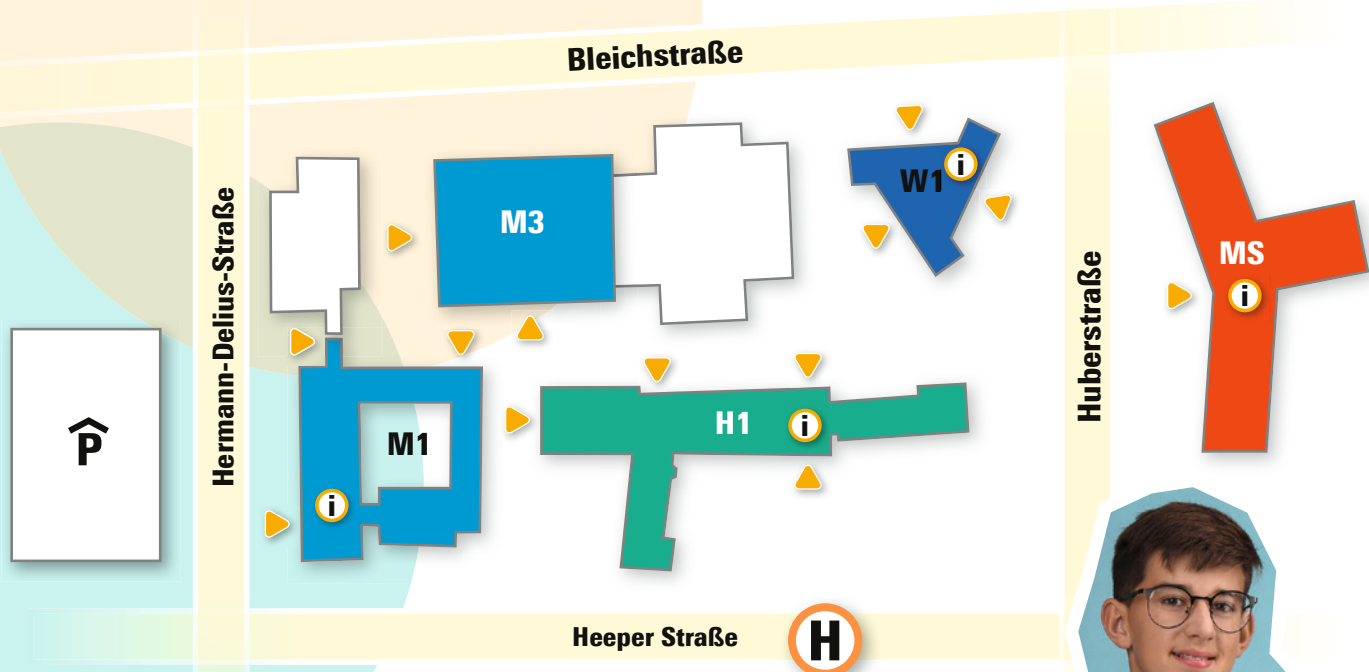 Bleichstraße
Hermann-Delius-Straße
M3
W1
i
MS
i
Huberstraße
P
M1
i
H1
i
Heeper Straße
H